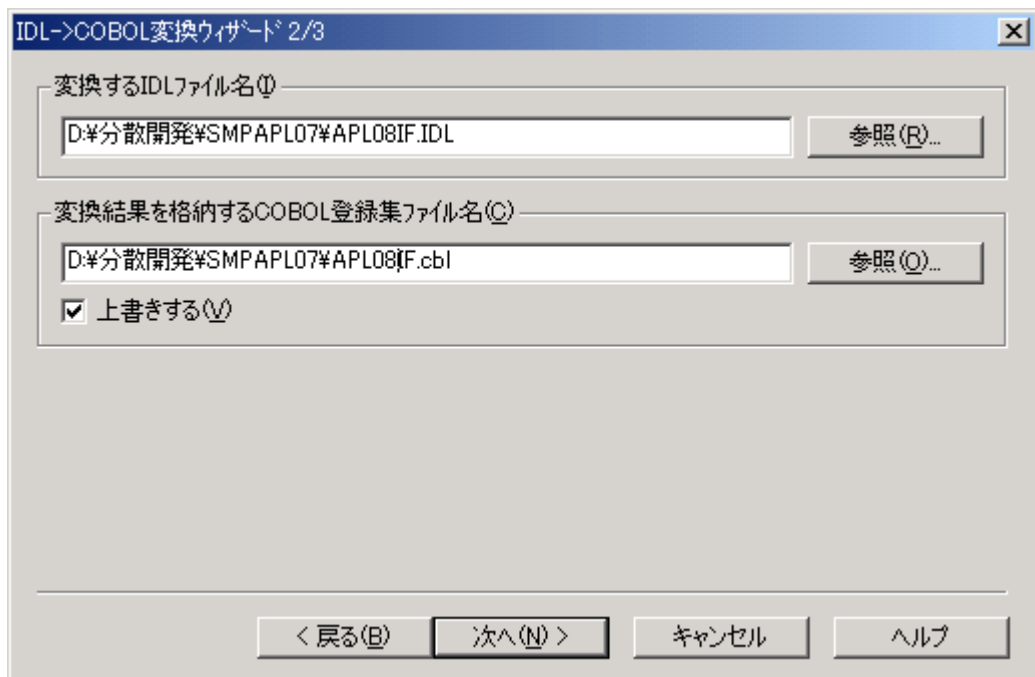 IDL->COBOL変換ｳｨｻﾞｰﾄﾞ 2/3
変換するIDLﾌｧｲﾙ名(I)
D:¥分散開発¥SMPAPL07¥APL08IF.IDL
参照(R)...
変換結果を格納するCOBOL登録集ﾌｧｲﾙ名(C)
D:¥分散開発¥SMPAPL07¥APL08IF.cbl
参照(O)...
上書きする(V)
< 戻る(B) 次へ(N) > キャンセル ヘルプ